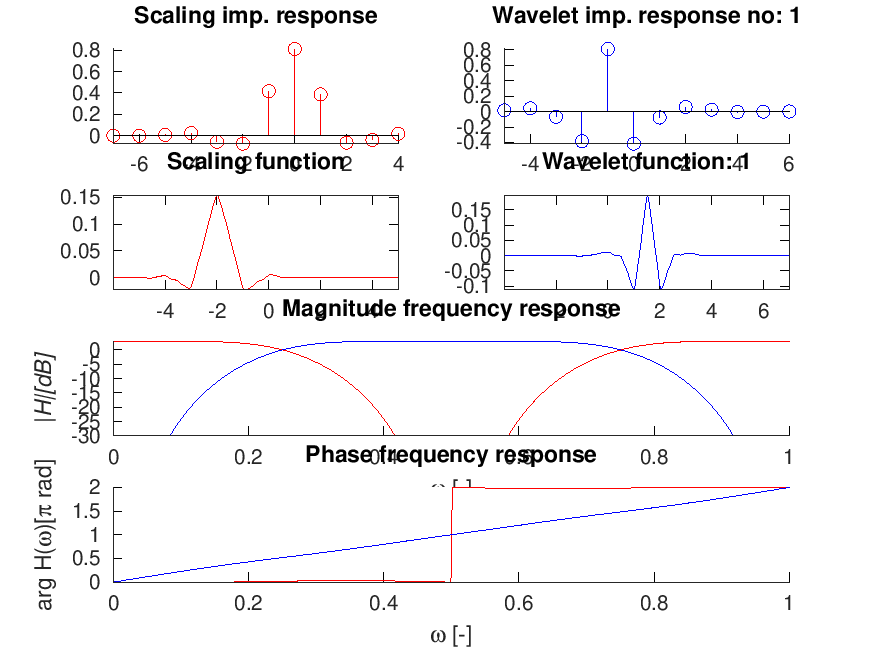 Scaling imp. response
Wavelet imp. response no: 1
0.8
0.6
0.4
0.2
0
-6 -4 -2 0 2 4
0.8
0.6
0.4
0.2
0
-0.2
-0.4
-4 -2 0 2 4 6
Scaling function
Wavelet function: 1
0.15
0.1
0.05
0
-4 -2 0 2 4
0.15
0.1
0.05
0
-0.05
-0.1
-2 0 2 4 6
Magnitude frequency response
|H|[dB]
0
-5
-10
-15
-20
-25
-30
0 0.2 0.4 0.6 0.8 1
ω [-]
Phase frequency response
arg H(ω)[π rad]
2
1.5
1
0.5
0
0 0.2 0.4 0.6 0.8 1
ω [-]